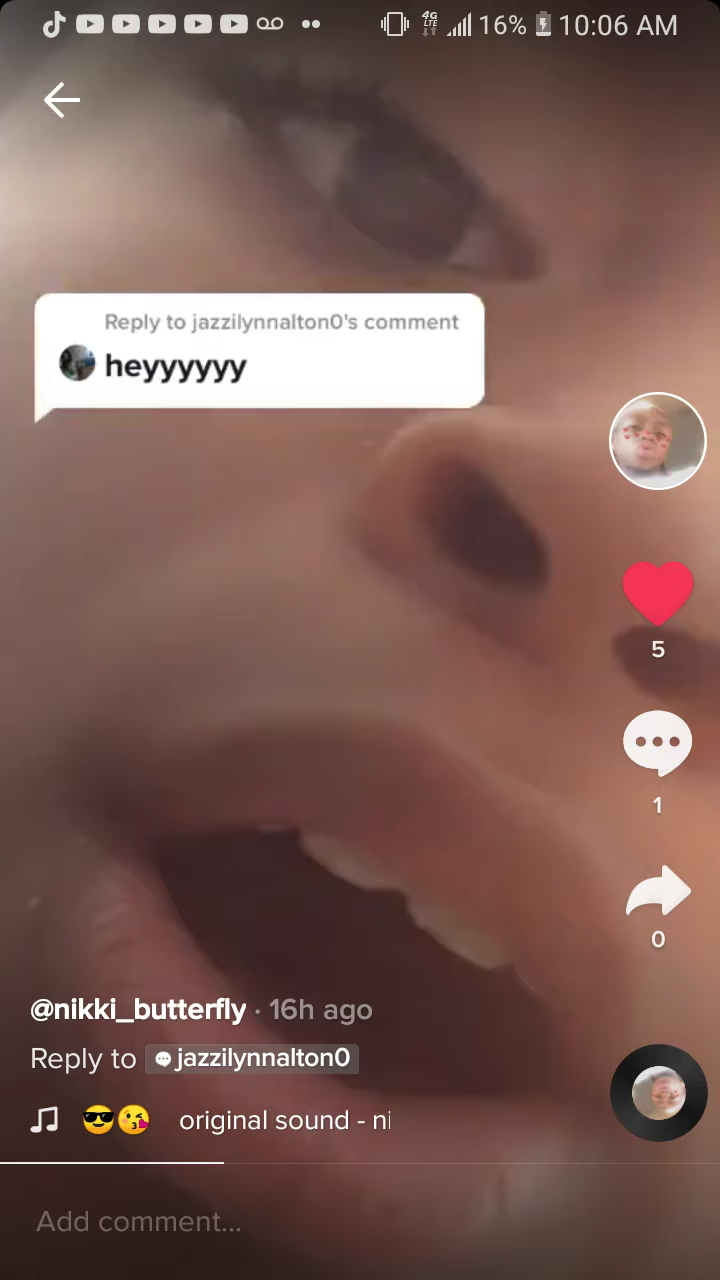 4G
LTE
16%
10:06 AM
Reply to jazzilynnalton0's comment
heyyyyyy
5
1
0
@nikki_butterfly · 16h ago
Reply to jazzilynnalton0
😎😘 original sound - ni
Add comment...